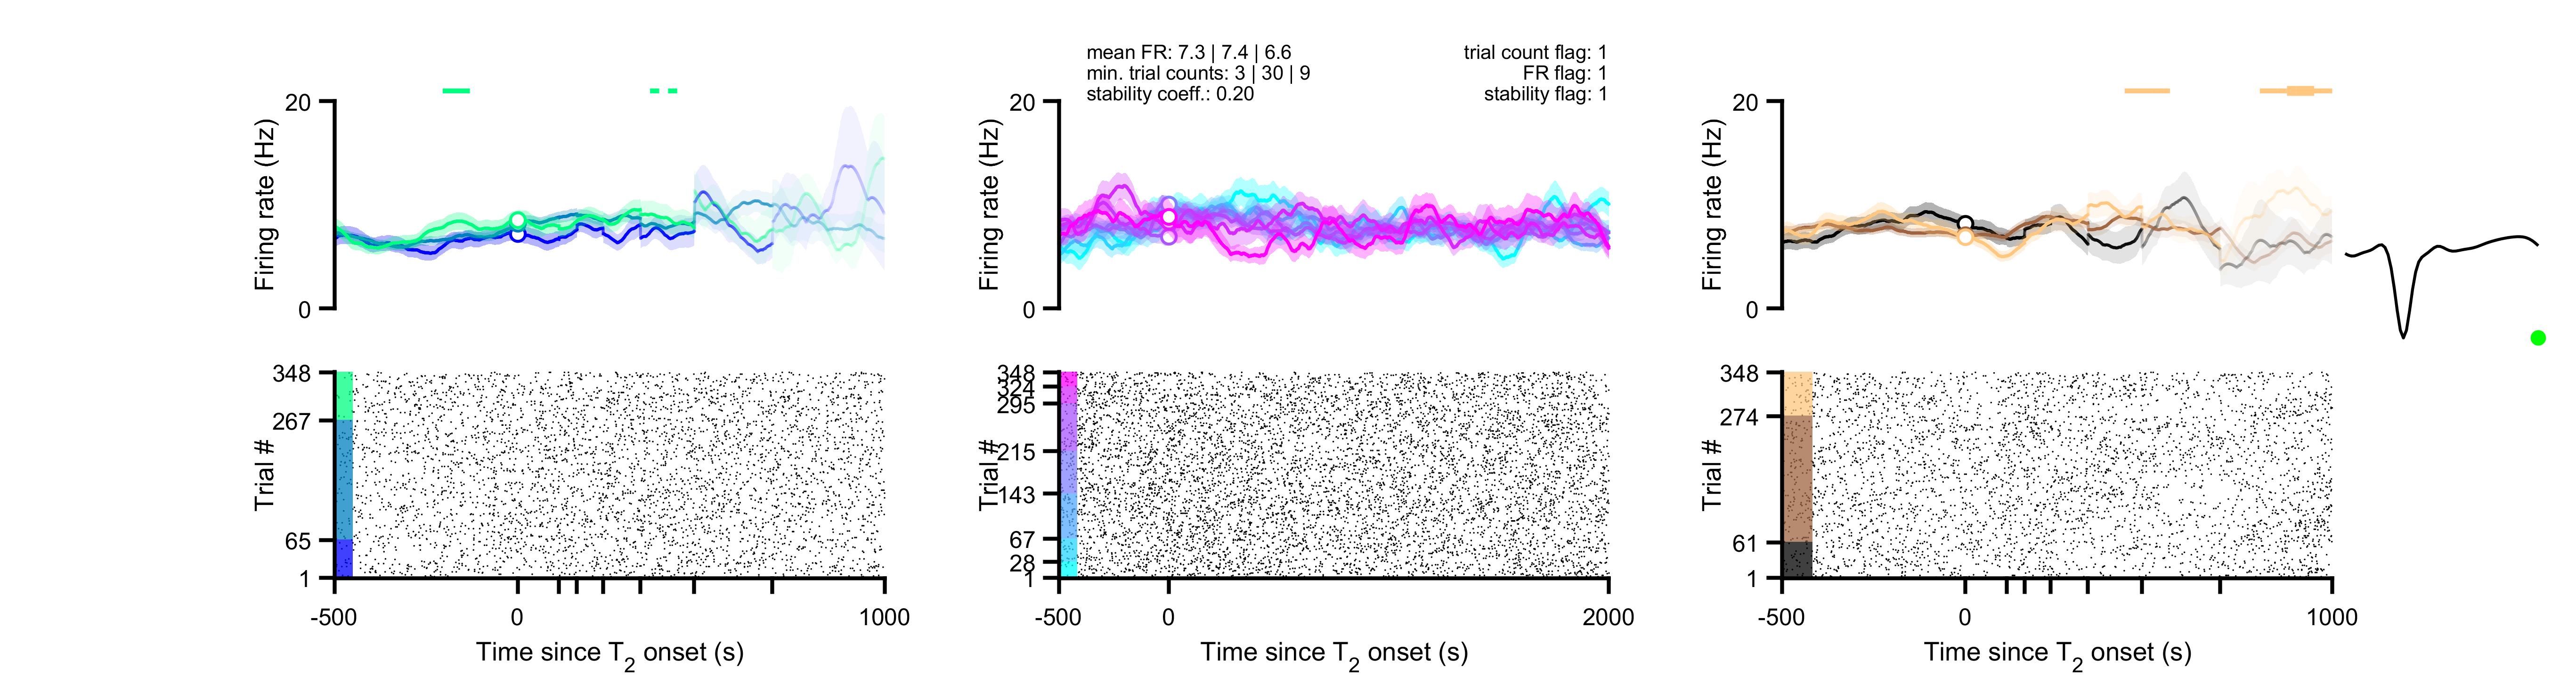 mean FR: 7.3 | 7.4 | 6.6
min. trial counts: 3 | 30 | 9
stability coeff.: 0.20
trial count flag: 1
FR flag: 1
stability flag: 1
Firing rate (Hz)
20
0
Firing rate (Hz)
20
0
Firing rate (Hz)
20
0
Trial #
348
267
65
1
Trial #
348
324
295
215
143
67
28
1
Trial #
348
274
61
1
-500
0
1000
Time since T2 onset (s)
-500
0
2000
Time since T2 onset (s)
-500
0
1000
Time since T2 onset (s)